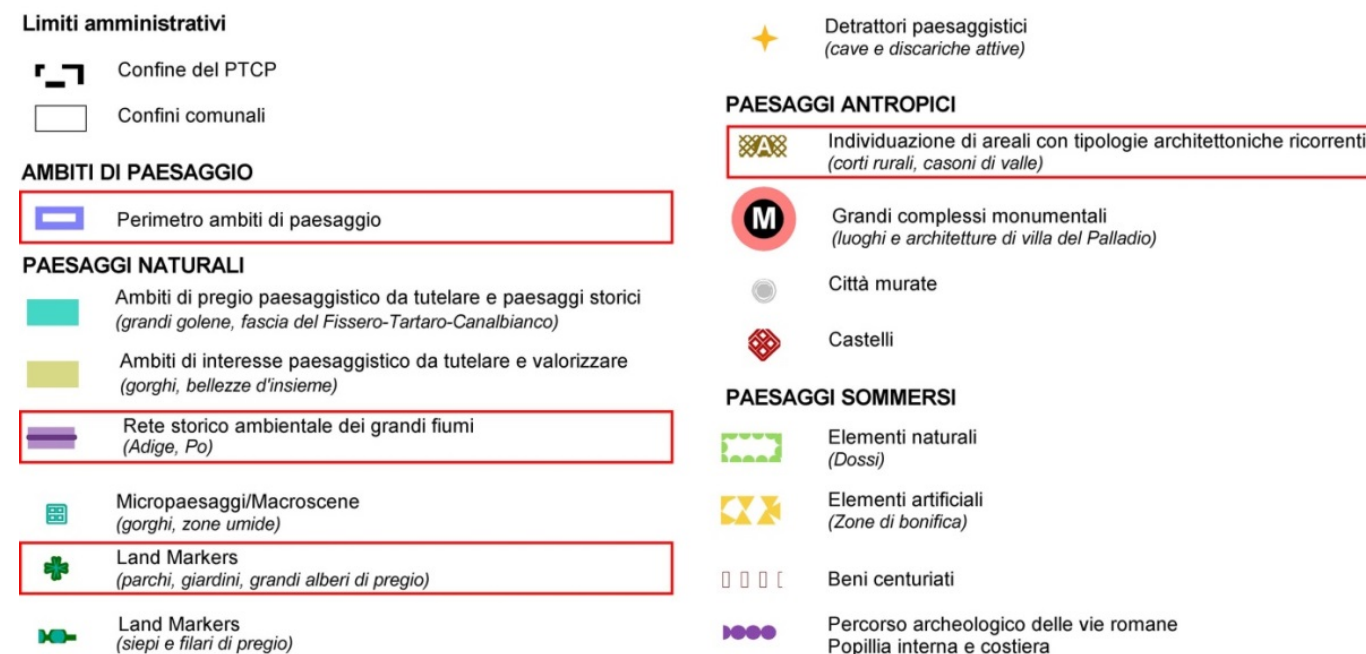 Limiti amministrativi
Confine del PTCP
Confini comunali
AMBITI DI PAESAGGIO
Perimetro ambiti di paesaggio
PAESAGGI NATURALI
Ambiti di pregio paesaggistico da tutelare e paesaggi storici
(grandi golene, fascia del Fissero-Tartaro-Canalbianco)
Ambiti di interesse paesaggistico da tutelare e valorizzare
(gorghi, bellezze d'insieme)
Rete storico ambientale dei grandi fiumi
(Adige, Po)
Micropaesaggi/Macroscene
(gorghi, zone umide)
Land Markers
(parchi, giardini, grandi alberi di pregio)
Land Markers
(siepi e filari di pregio)
Detrattori paesaggistici
(cave e discariche attive)
PAESAGGI ANTROPICI
A
Individuazione di areali con tipologie architettoniche ricorrenti
(corti rurali, casoni di valle)
M
Grandi complessi monumentali
(luoghi e architetture di villa del Palladio)
Città murate
Castelli
PAESAGGI SOMMERSI
Elementi naturali
(Dossi)
Elementi artificiali
(Zone di bonifica)
Beni centuriati
Percorso archeologico delle vie romane
Popillia interna e costiera